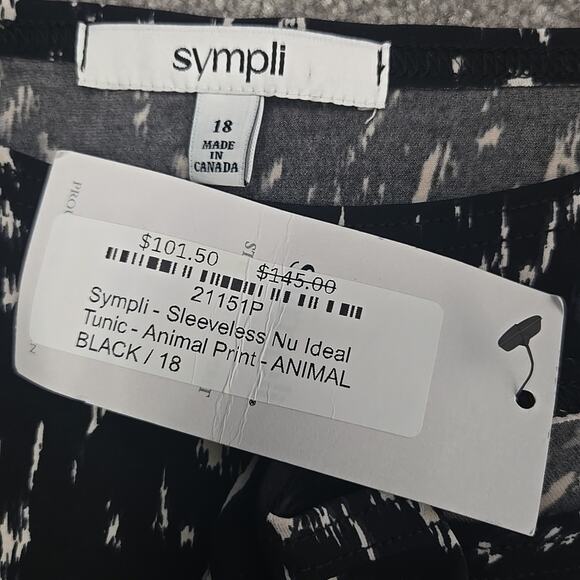 sympli
18
MADE
IN
CANADA
$101.50
$145.00
21151P
Sympli - Sleeveless Nu Ideal
Tunic - Animal Print - ANIMAL
BLACK / 18